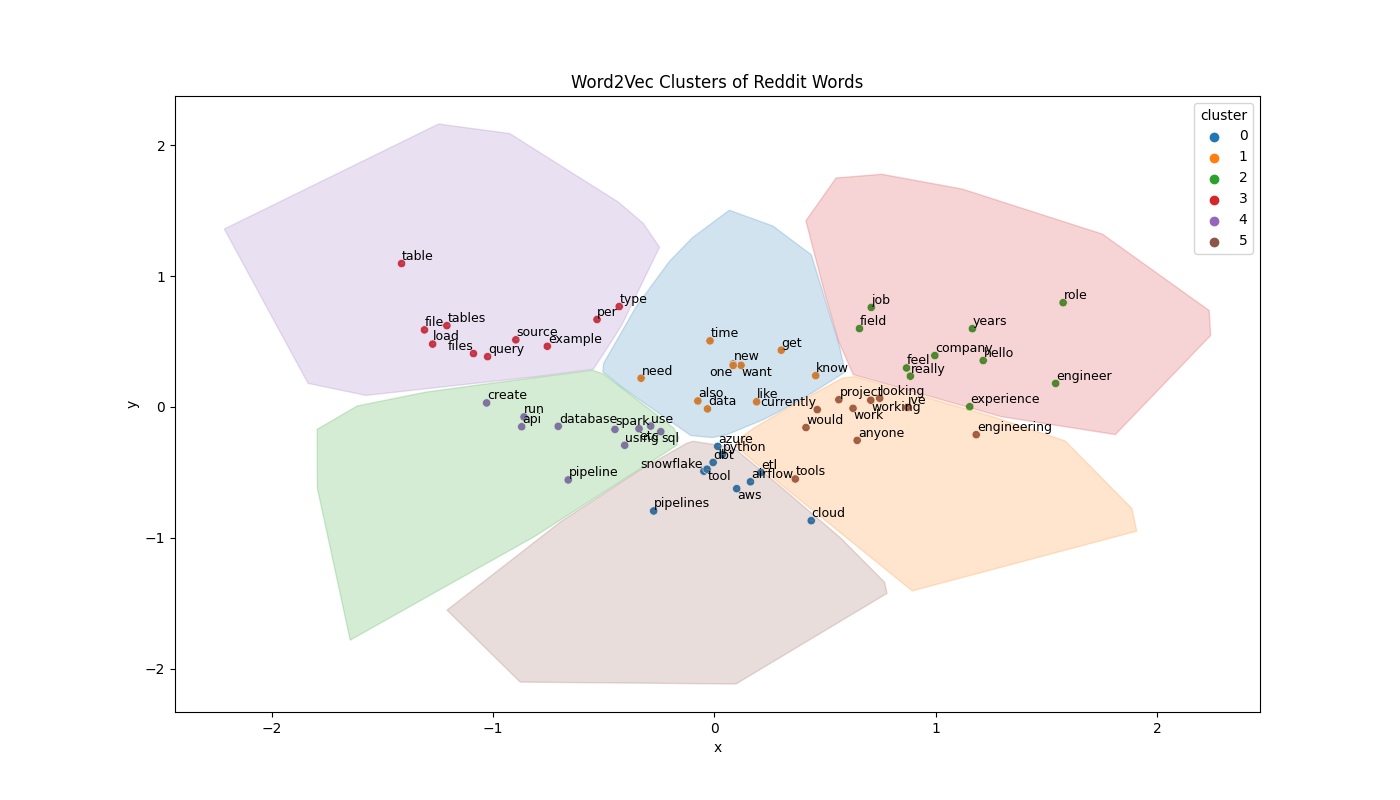 Word2Vec Clusters of Reddit Words
cluster
0
1
2
3
4
5
y
2
1
0
−1
−2
table
type
per
file
tables
load
files
source
example
query
time
get
new
one
want
need
know
also
data
like
currently
job
field
role
years
company
hello
feel
really
engineer
experience
engineering
project
looking
ive
working
work
would
anyone
tools
create
run
api
database
spark
use
etc
using
sql
pipeline
azure
python
dbt
snowflake
tool
etl
airflow
aws
pipelines
cloud
−2
−1
0
1
2
x